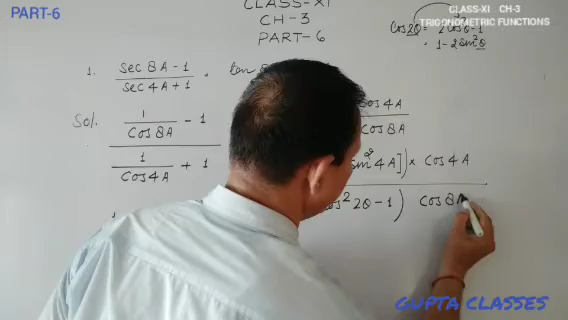 PART-6
CLASS-XI CH-3
TRIGONOMETRIC FUNCTIONS
CLASS-XI
CH-3
PART-6
Cos2θ = 2cos²θ-1
= 1-2sin²θ
1. sec 8A - 1 / sec 4A + 1 = tan
Sol. 1 / Cos 8A - 1
cos 4A / cos 8A
1 / Cos 4A + 1
sin² 4A]) × cos 4A
cos² 2θ - 1) cos 8A
GUPTA CLASSES